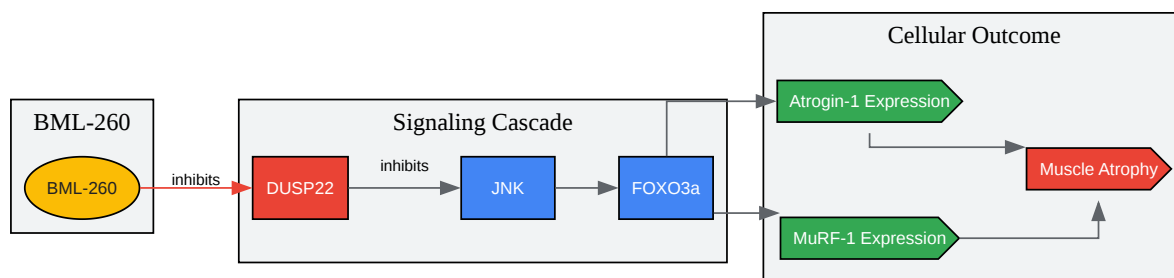 BML-260
BML-260
inhibits
Signaling Cascade
DUSP22
inhibits
JNK
FOXO3a
Cellular Outcome
Atrogin-1 Expression
MuRF-1 Expression
Muscle Atrophy